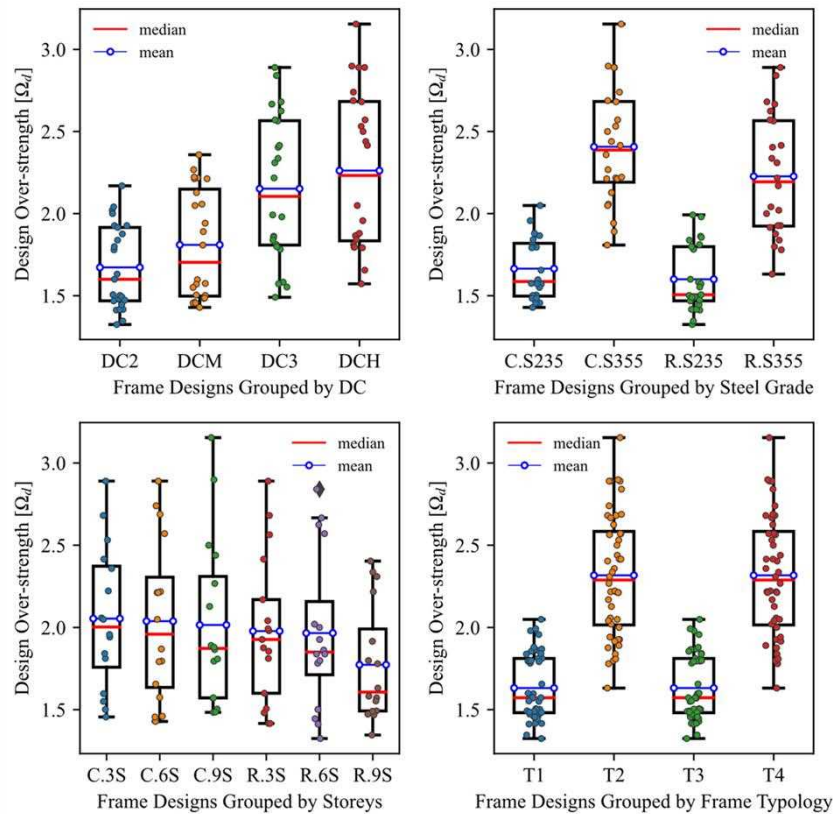 Design Over-strength [Ωd]
3.0
2.5
2.0
1.5
median
mean
DC2 DCM DC3 DCH
Frame Designs Grouped by DC
Design Over-strength [Ωd]
3.0
2.5
2.0
1.5
median
mean
C.S235 C.S355 R.S235 R.S355
Frame Designs Grouped by Steel Grade
Design Over-strength [Ωd]
3.0
2.5
2.0
1.5
median
mean
C.3S C.6S C.9S R.3S R.6S R.9S
Frame Designs Grouped by Storeys
Design Over-strength [Ωd]
3.0
2.5
2.0
1.5
median
mean
T1 T2 T3 T4
Frame Designs Grouped by Frame Typology